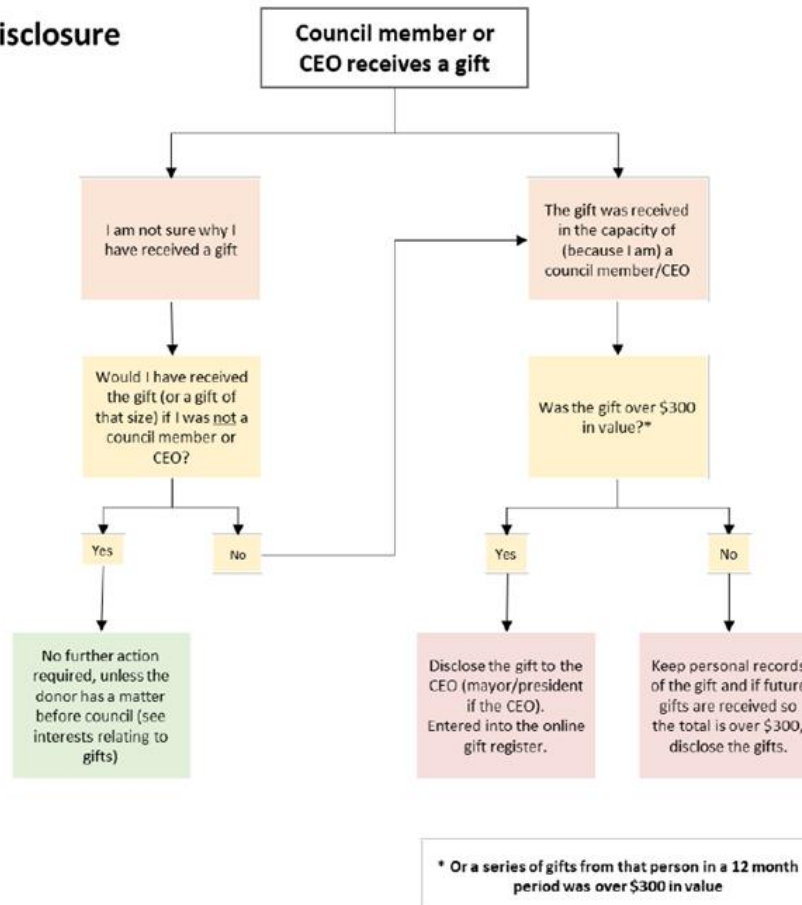 isclosure
Council member or
CEO receives a gift
I am not sure why I
have received a gift
The gift was received
in the capacity of
(because I am) a
council member/CEO
Would I have received
the gift (or a gift of
that size) if I was not a
council member or
CEO?
Was the gift over $300
in value?*
Yes
No
Yes
No
No further action
required, unless the
donor has a matter
before council (see
interests relating to
gifts)
Disclose the gift to the
CEO (mayor/president
if the CEO).
Entered into the online
gift register.
Keep personal records
of the gift and if future
gifts are received so
the total is over $300,
disclose the gifts.
* Or a series of gifts from that person in a 12 month
period was over $300 in value